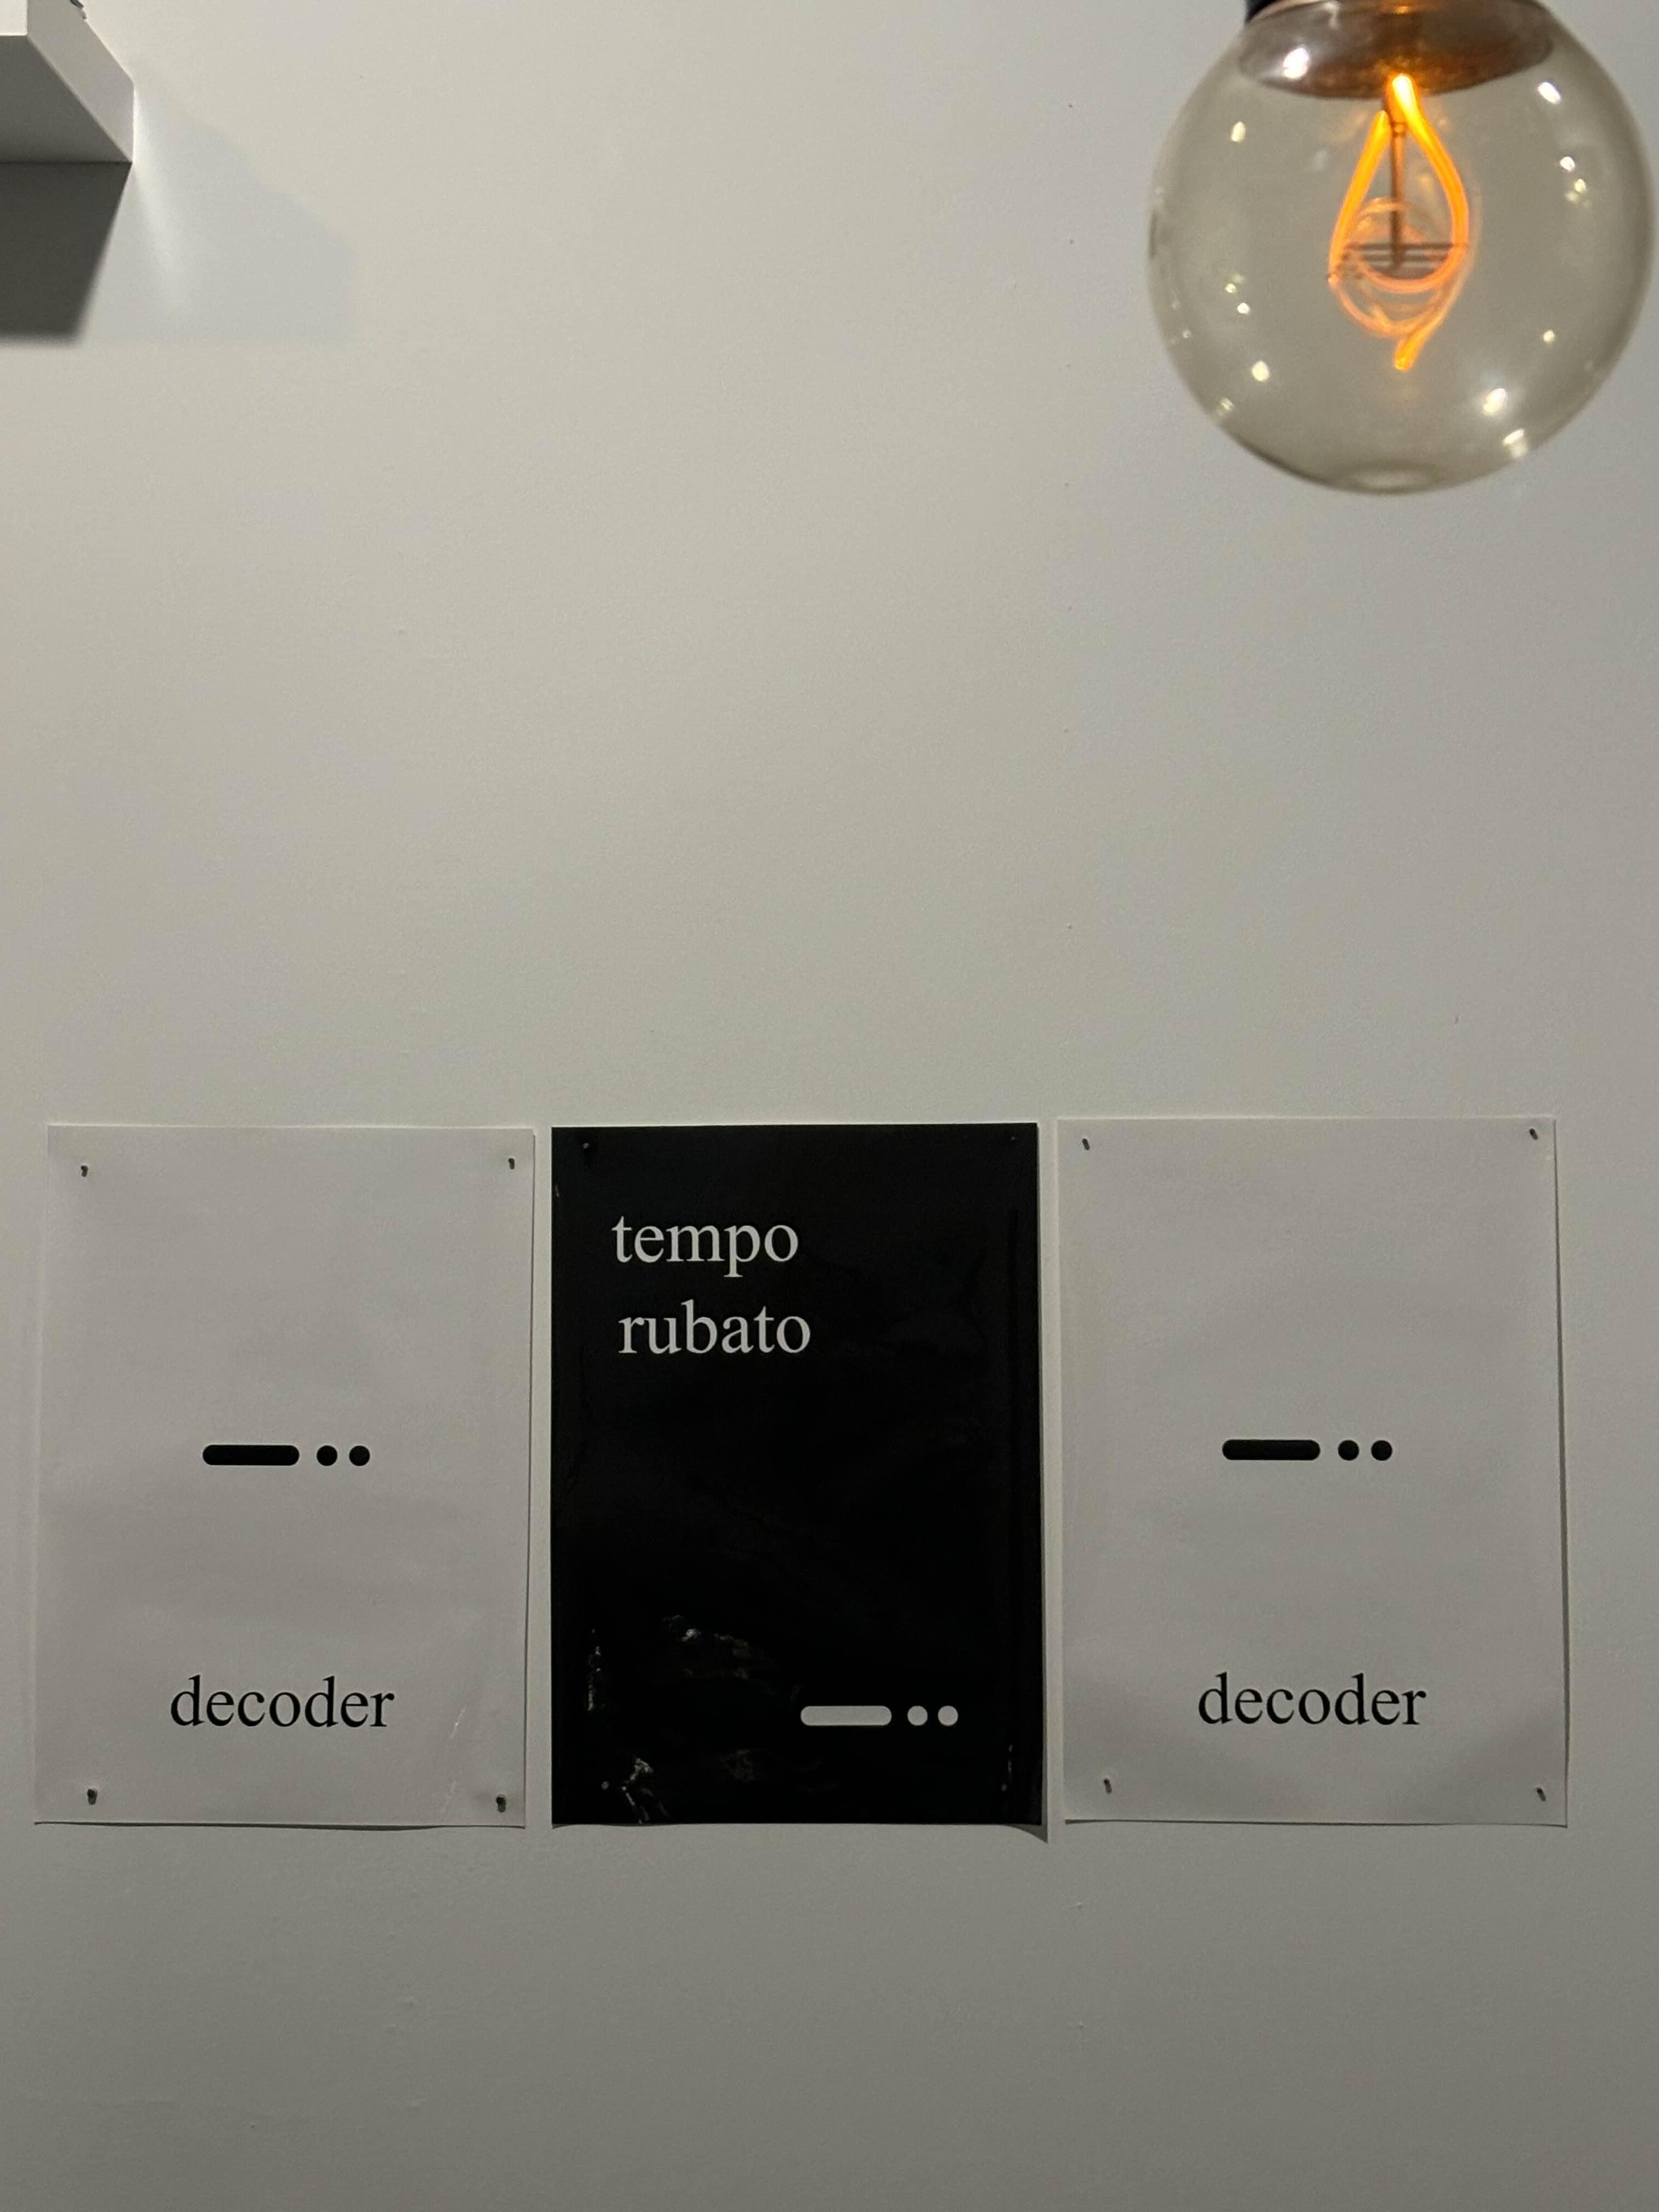 decoder
tempo
rubato
decoder